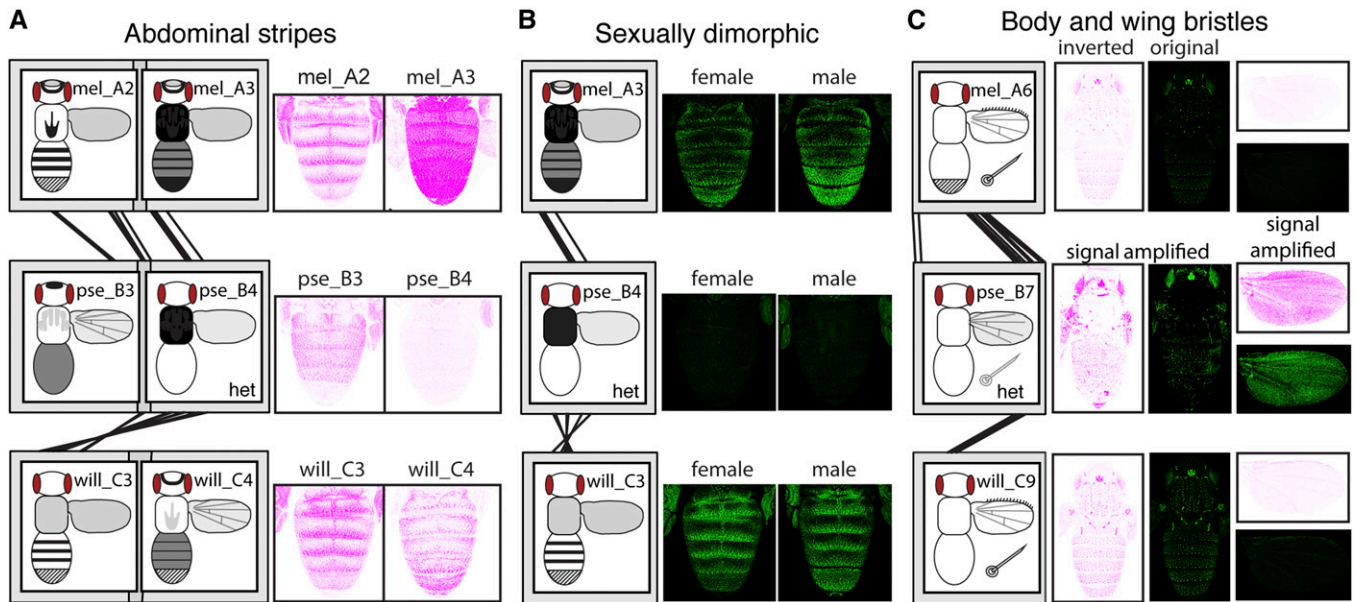 A Abdominal stripes
mel_A2 mel_A3 mel_A2 mel_A3
pse_B3 pse_B4 het pse_B3 pse_B4
will_C3 will_C4 will_C3 will_C4
B Sexually dimorphic
mel_A3 female male
pse_B4 het female male
will_C3 female male
C Body and wing bristles
inverted original
mel_A6
signal amplified
signal
amplified
pse_B7
het
will_C9